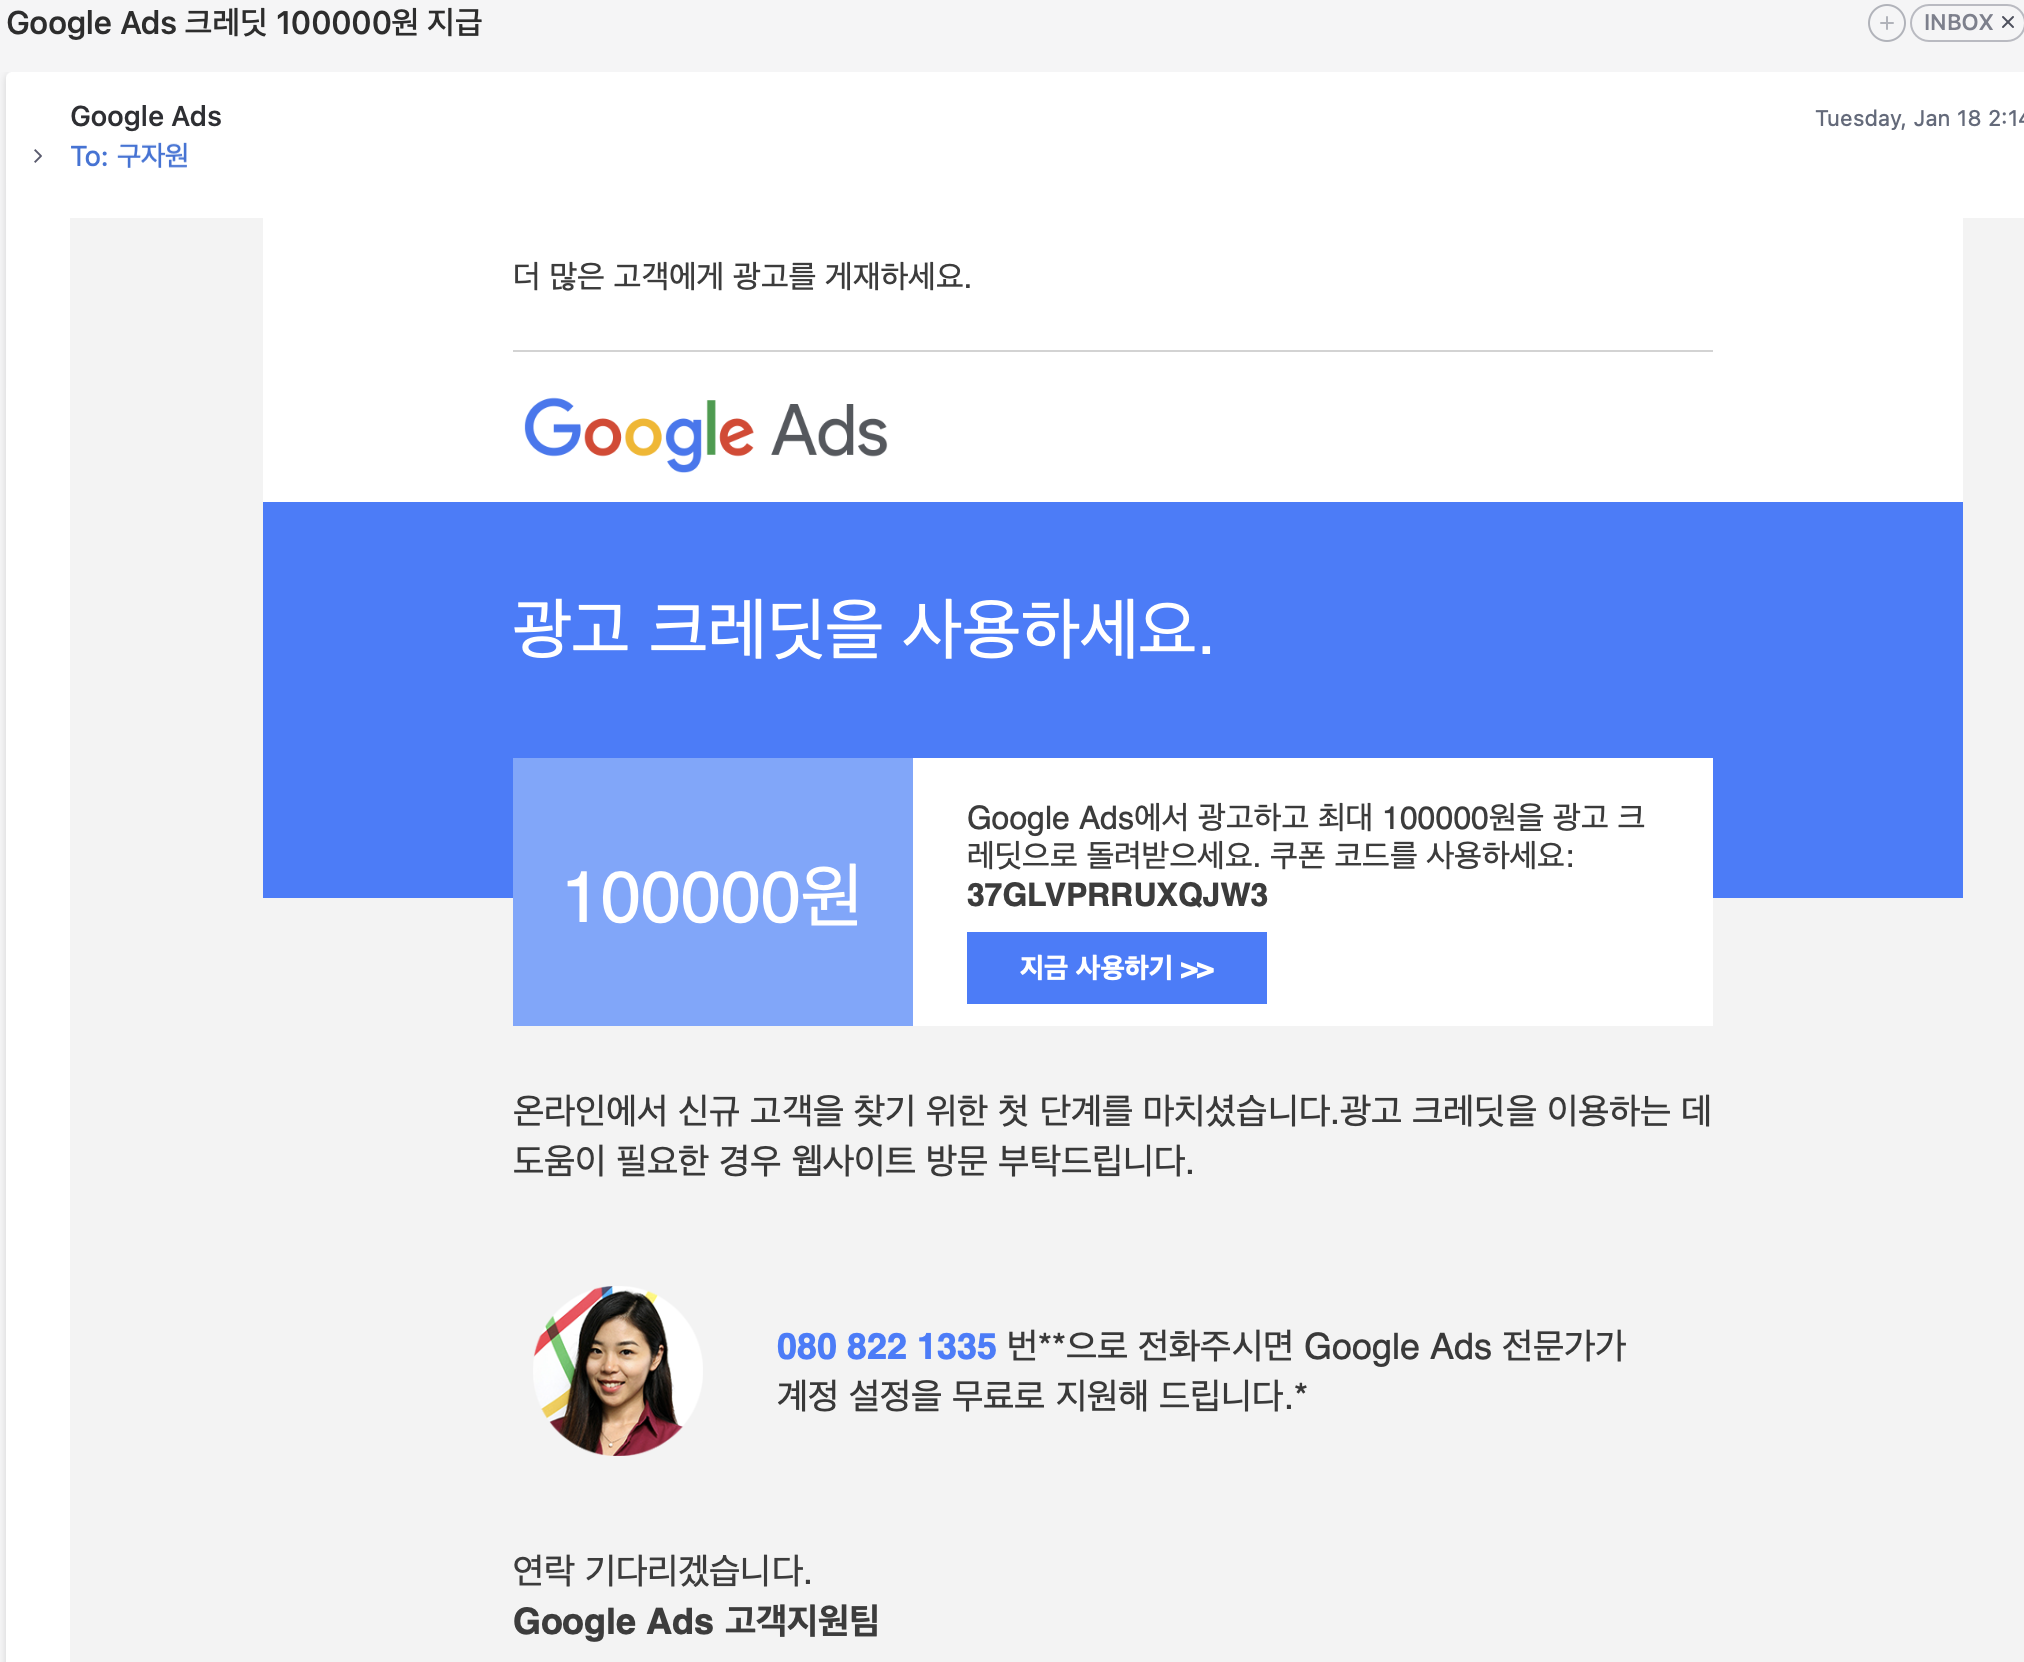 Google Ads 크레딧 100000원 지급
INBOX ×
Google Ads
Tuesday, Jan 18 2:14
To: 구자원
더 많은 고객에게 광고를 게재하세요.
Google Ads
광고 크레딧을 사용하세요.
100000원
Google Ads에서 광고하고 최대 100000원을 광고 크
레딧으로 돌려받으세요. 쿠폰 코드를 사용하세요:
37GLVPRRUXQJW3
지금 사용하기 >>
온라인에서 신규 고객을 찾기 위한 첫 단계를 마치셨습니다.광고 크레딧을 이용하는 데
도움이 필요한 경우 웹사이트 방문 부탁드립니다.
080 822 1335 번**으로 전화주시면 Google Ads 전문가가
계정 설정을 무료로 지원해 드립니다.*
연락 기다리겠습니다.
Google Ads 고객지원팀